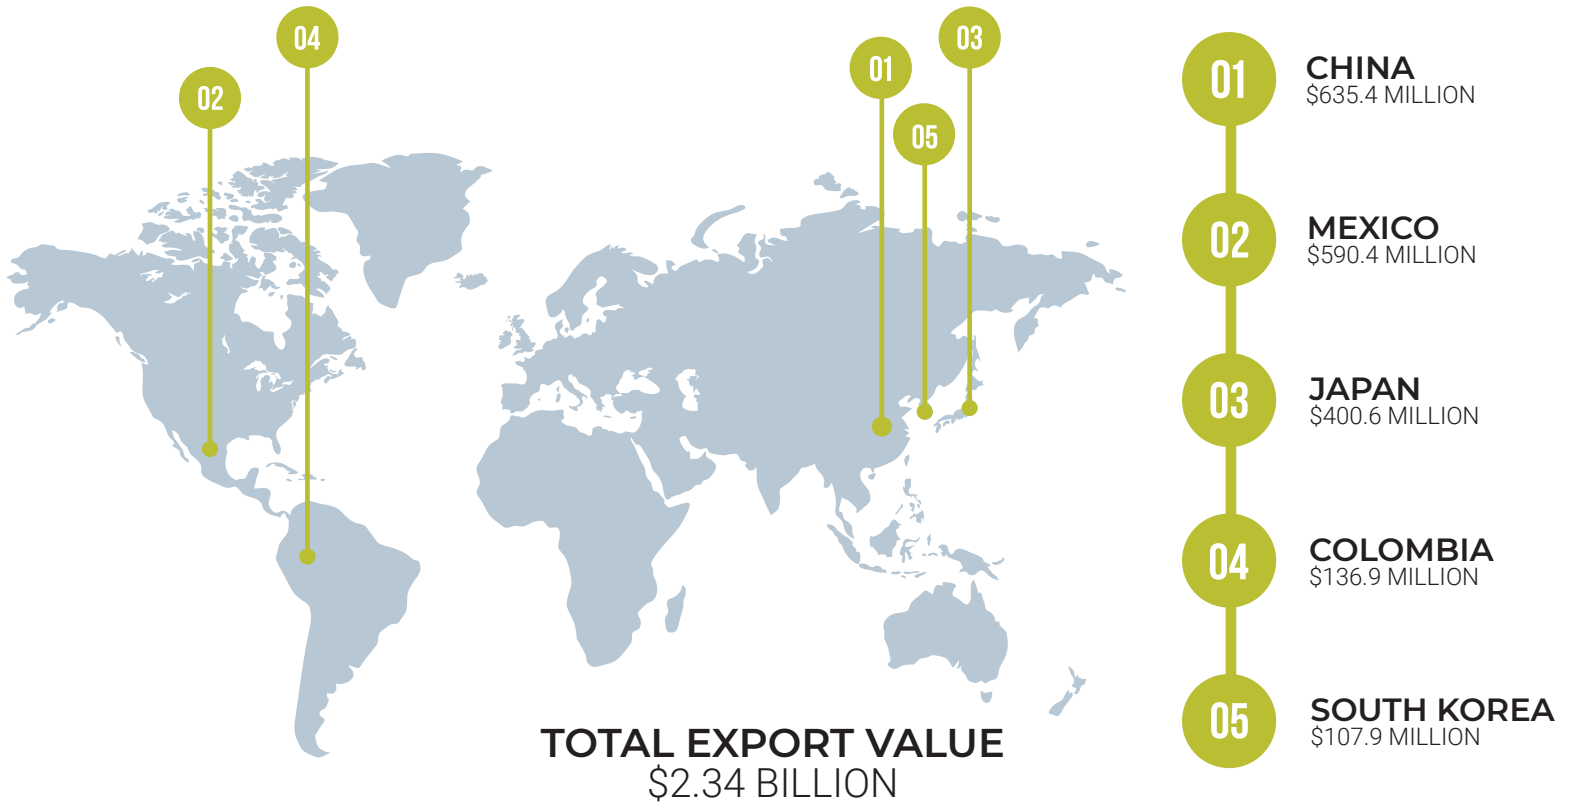 04
03
01
02
05
01
CHINA
$635.4 MILLION
02
MEXICO
$590.4 MILLION
03
JAPAN
$400.6 MILLION
04
COLOMBIA
$136.9 MILLION
05
SOUTH KOREA
$107.9 MILLION
TOTAL EXPORT VALUE
$2.34 BILLION